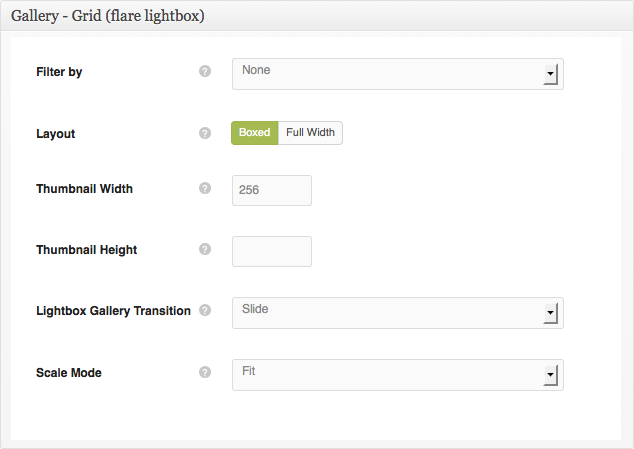 Gallery - Grid (flare lightbox)
Filter by ? None
Layout ? Boxed Full Width
Thumbnail Width ? 256
Thumbnail Height ?
Lightbox Gallery Transition ? Slide
Scale Mode ? Fit